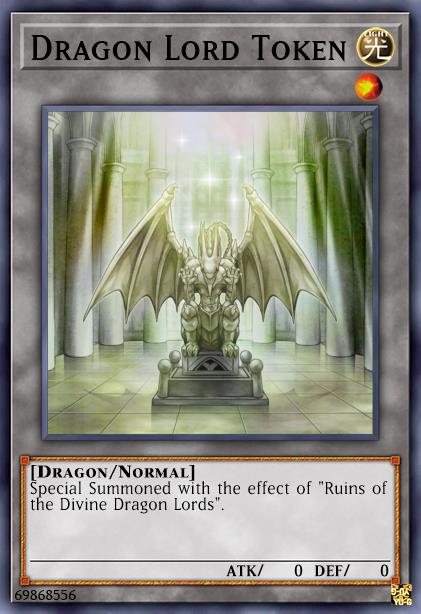 DRAGON LORD TOKEN
LIGHT
光
[DRAGON/NORMAL]
Special Summoned with the effect of "Ruins of
the Divine Dragon Lords".
ATK/ 0 DEF/ 0
69868556